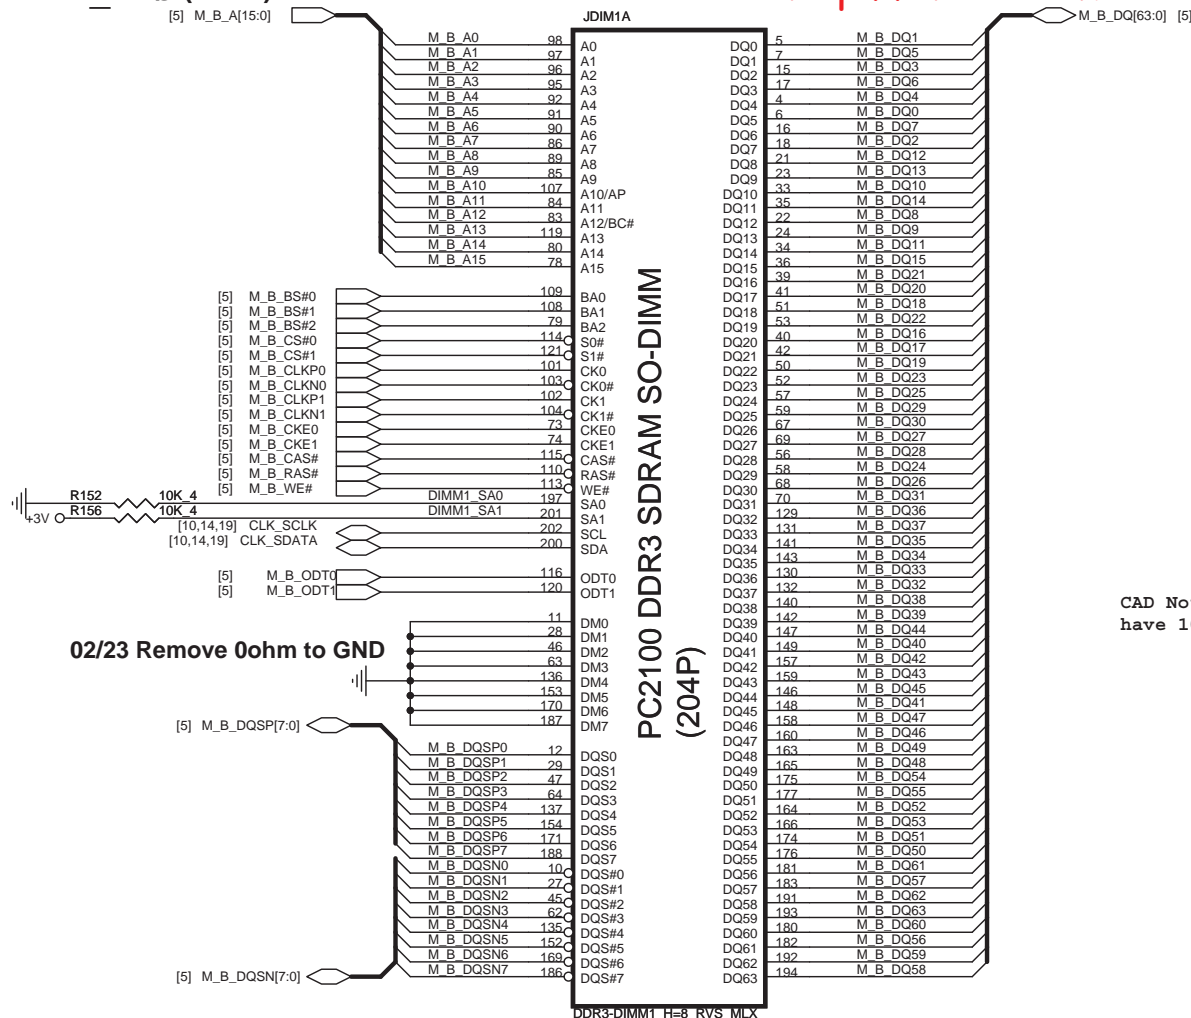 [5] M_B_A[15:0]
JDIM1A
M_B_DQ[63:0] [5]
M_B_A0 98 A0 DQ0 5 M_B_DQ1
M_B_A1 97 A1 DQ1 7 M_B_DQ5
M_B_A2 96 A2 DQ2 15 M_B_DQ3
M_B_A3 95 A3 DQ3 17 M_B_DQ6
M_B_A4 92 A4 DQ4 4 M_B_DQ4
M_B_A5 91 A5 DQ5 6 M_B_DQ0
M_B_A6 90 A6 DQ6 16 M_B_DQ7
M_B_A7 86 A7 DQ7 18 M_B_DQ2
M_B_A8 89 A8 DQ8 21 M_B_DQ12
M_B_A9 85 A9 DQ9 23 M_B_DQ13
M_B_A10 107 A10/AP DQ10 33 M_B_DQ10
M_B_A11 84 A11 DQ11 35 M_B_DQ14
M_B_A12 83 A12/BC# DQ12 22 M_B_DQ8
M_B_A13 119 A13 DQ13 24 M_B_DQ9
M_B_A14 80 A14 DQ14 34 M_B_DQ11
M_B_A15 78 A15 DQ15 36 M_B_DQ15
DQ16 39 M_B_DQ21
[5] M_B_BS#0 109 BA0 DQ17 41 M_B_DQ20
[5] M_B_BS#1 108 BA1 DQ18 51 M_B_DQ18
[5] M_B_BS#2 79 BA2 DQ19 53 M_B_DQ22
[5] M_B_CS#0 114 S0# DQ20 40 M_B_DQ16
[5] M_B_CS#1 121 S1# DQ21 42 M_B_DQ17
[5] M_B_CLKP0 101 CK0 DQ22 50 M_B_DQ19
[5] M_B_CLKN0 103 CK0# DQ23 52 M_B_DQ23
[5] M_B_CLKP1 102 CK1 DQ24 57 M_B_DQ25
[5] M_B_CLKN1 104 CK1# DQ25 59 M_B_DQ29
[5] M_B_CKE0 73 CKE0 DQ26 67 M_B_DQ30
[5] M_B_CKE1 74 CKE1 DQ27 69 M_B_DQ27
[5] M_B_CAS# 115 CAS# DQ28 56 M_B_DQ28
[5] M_B_RAS# 110 RAS# DQ29 58 M_B_DQ24
[5] M_B_WE# 113 WE# DQ30 68 M_B_DQ26
R152 10K_4 DIMM1_SA0 197 SA0 DQ31 70 M_B_DQ31
+3V R156 10K_4 DIMM1_SA1 201 SA1 DQ32 129 M_B_DQ36
[10,14,19] CLK_SCLK 202 SCL DQ33 131 M_B_DQ37
[10,14,19] CLK_SDATA 200 SDA DQ34 141 M_B_DQ35
DQ35 143 M_B_DQ34
[5] M_B_ODT0 116 ODT0 DQ36 130 M_B_DQ33
[5] M_B_ODT1 120 ODT1 DQ37 132 M_B_DQ32
DQ38 140 M_B_DQ38
11 DM0 DQ39 142 M_B_DQ39
28 DM1 DQ40 147 M_B_DQ44
46 DM2 DQ41 149 M_B_DQ40
63 DM3 DQ42 157 M_B_DQ42
136 DM4 DQ43 159 M_B_DQ43
153 DM5 DQ44 146 M_B_DQ45
170 DM6 DQ45 148 M_B_DQ41
187 DM7 DQ46 158 M_B_DQ47
DQ47 160 M_B_DQ46
02/23 Remove 0ohm to GND
[5] M_B_DQSP[7:0]
M_B_DQSP0 12 DQS0 DQ48 163 M_B_DQ49
M_B_DQSP1 29 DQS1 DQ49 165 M_B_DQ48
M_B_DQSP2 47 DQS2 DQ50 175 M_B_DQ54
M_B_DQSP3 64 DQS3 DQ51 177 M_B_DQ55
M_B_DQSP4 137 DQS4 DQ52 164 M_B_DQ52
M_B_DQSP5 154 DQS5 DQ53 166 M_B_DQ53
M_B_DQSP6 171 DQS6 DQ54 174 M_B_DQ51
M_B_DQSP7 188 DQS7 DQ55 176 M_B_DQ50
M_B_DQSN0 10 DQS#0 DQ56 181 M_B_DQ61
M_B_DQSN1 27 DQS#1 DQ57 183 M_B_DQ57
M_B_DQSN2 45 DQS#2 DQ58 191 M_B_DQ62
M_B_DQSN3 62 DQS#3 DQ59 193 M_B_DQ63
M_B_DQSN4 135 DQS#4 DQ60 180 M_B_DQ60
M_B_DQSN5 152 DQS#5 DQ61 182 M_B_DQ56
M_B_DQSN6 169 DQS#6 DQ62 192 M_B_DQ59
M_B_DQSN7 186 DQS#7 DQ63 194 M_B_DQ58
[5] M_B_DQSN[7:0]
PC2100 DDR3 SDRAM SO-DIMM
(204P)
DDR3-DIMM1_H=8_RVS_MLX
CAD No
have 1